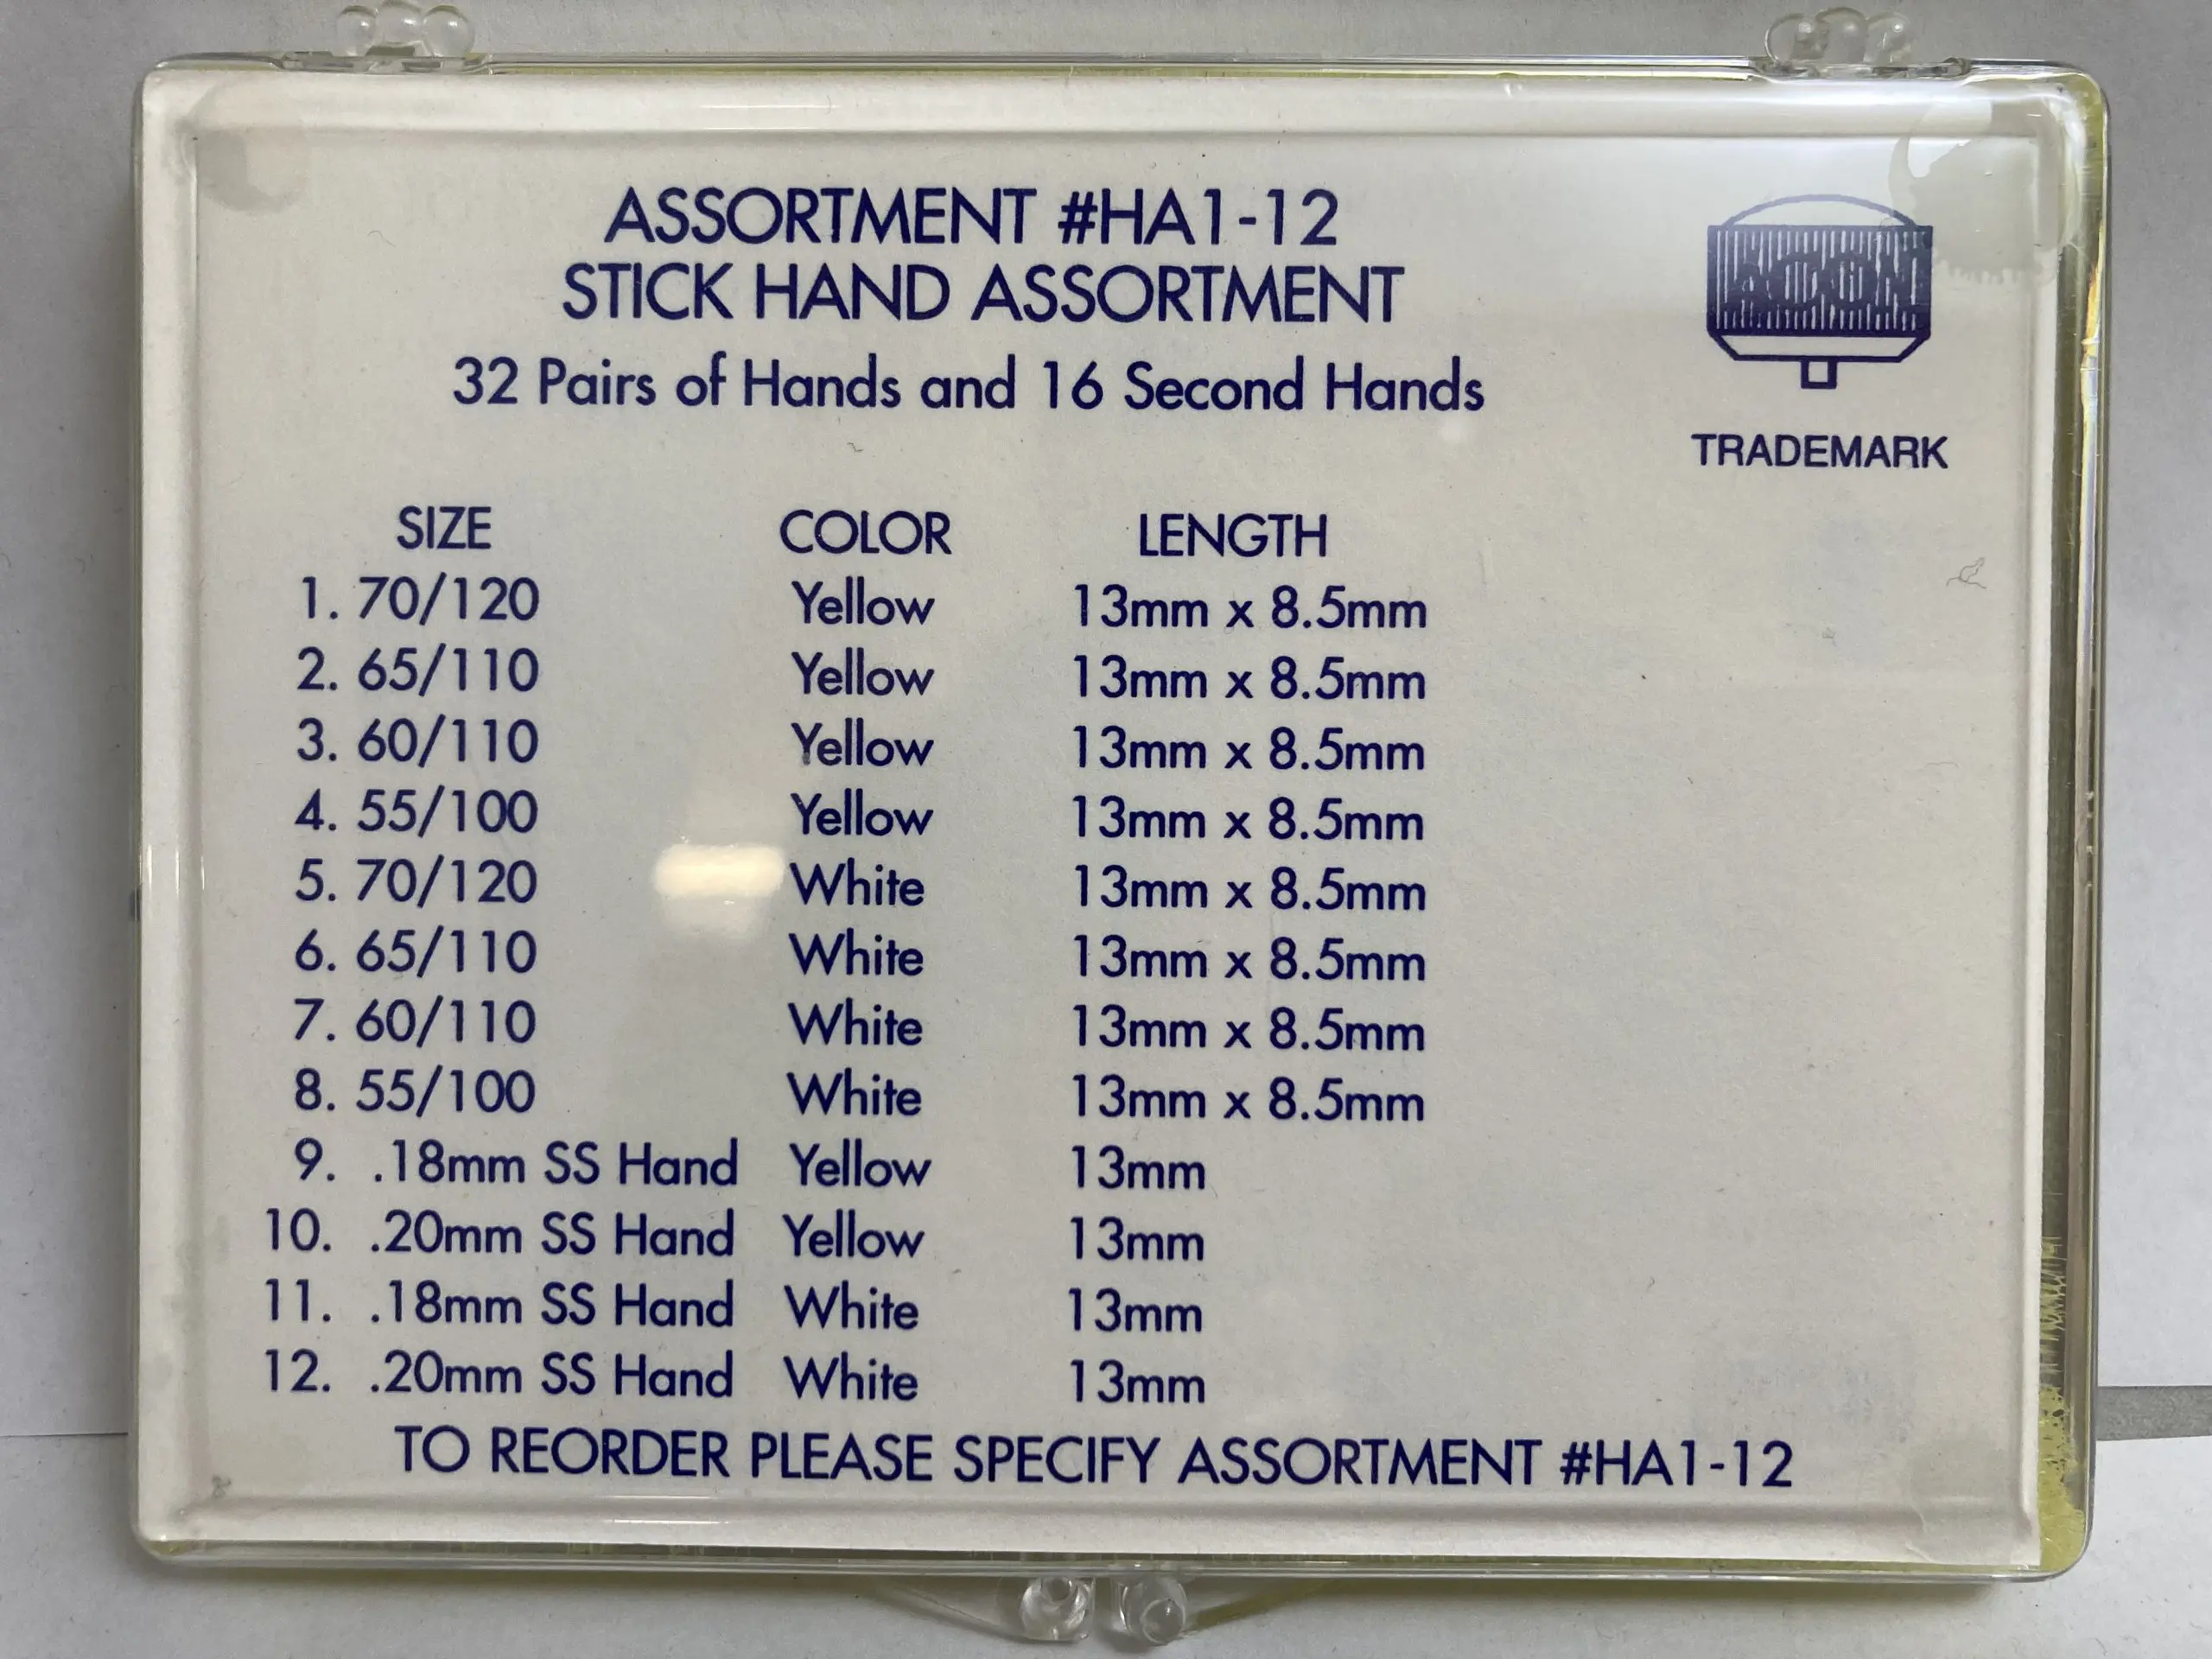 ASSORTMENT #HA1-12
STICK HAND ASSORTMENT
32 Pairs of Hands and 16 Second Hands
ACON
TRADEMARK
SIZE COLOR LENGTH
1. 70/120 Yellow 13mm x 8.5mm
2. 65/110 Yellow 13mm x 8.5mm
3. 60/110 Yellow 13mm x 8.5mm
4. 55/100 Yellow 13mm x 8.5mm
5. 70/120 White 13mm x 8.5mm
6. 65/110 White 13mm x 8.5mm
7. 60/110 White 13mm x 8.5mm
8. 55/100 White 13mm x 8.5mm
9. .18mm SS Hand Yellow 13mm
10. .20mm SS Hand Yellow 13mm
11. .18mm SS Hand White 13mm
12. .20mm SS Hand White 13mm
TO REORDER PLEASE SPECIFY ASSORTMENT #HA1-12